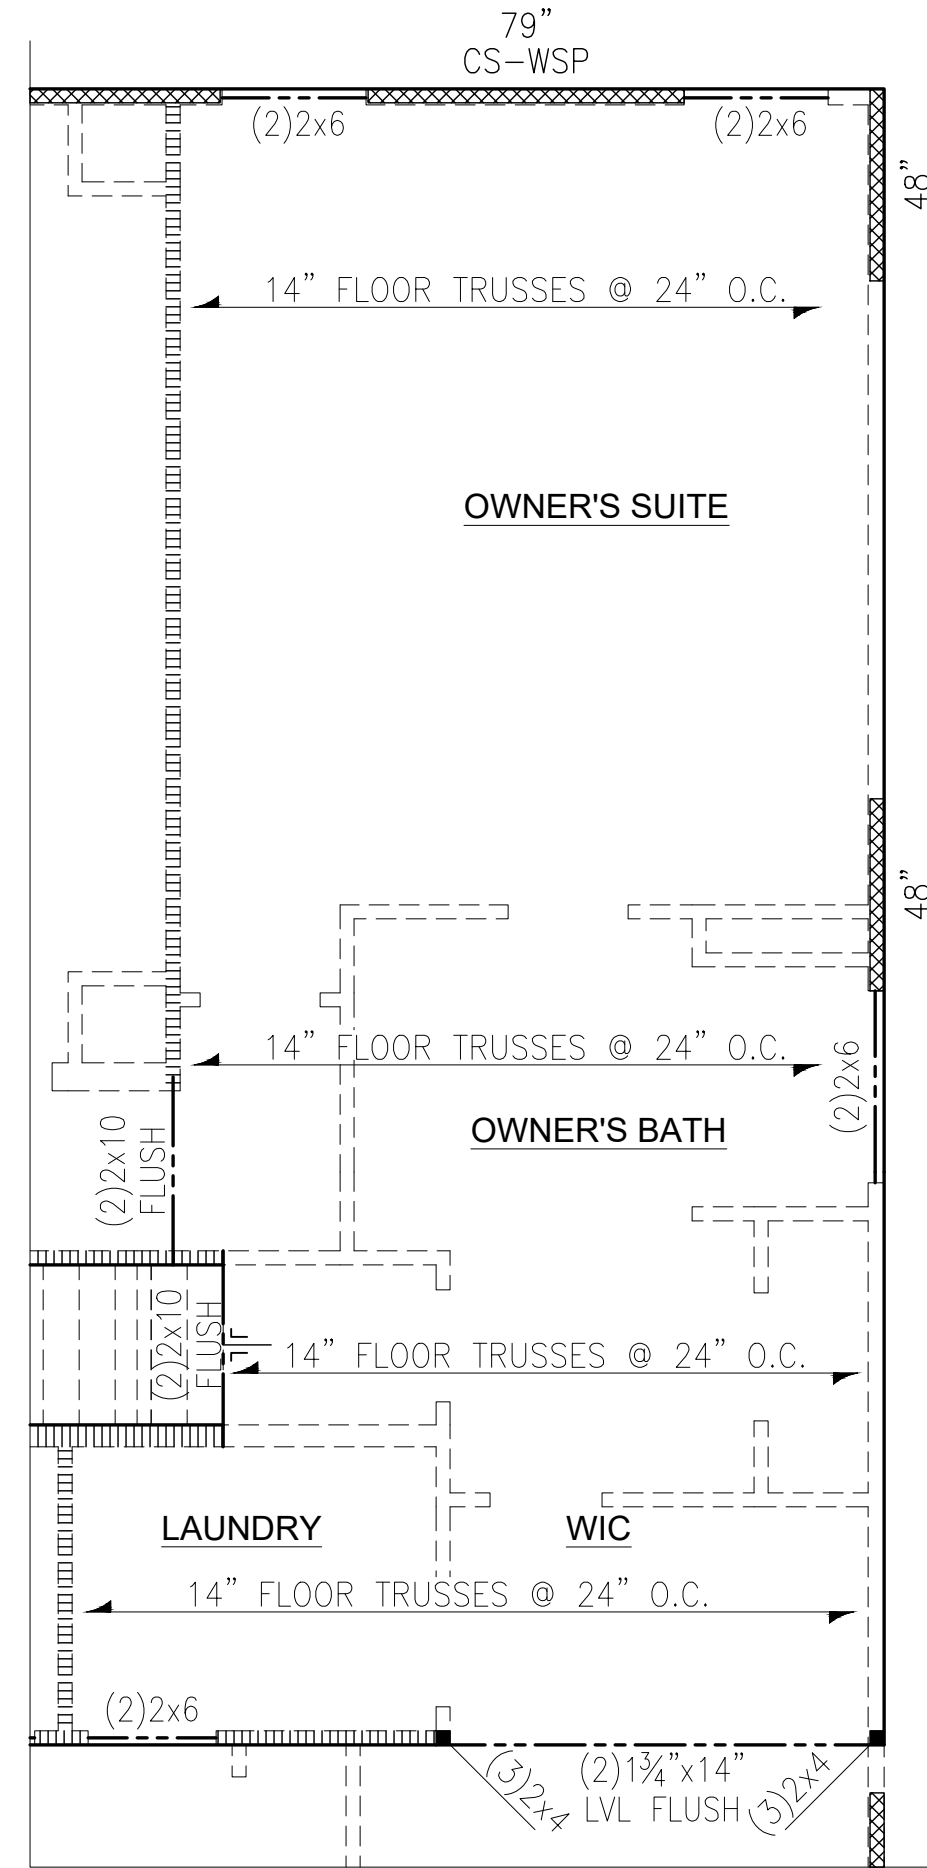 79”
CS-WSP
(2)2x6
(2)2x6
48”
14” FLOOR TRUSSES @ 24” O.C.
OWNER'S SUITE
48”
14” FLOOR TRUSSES @ 24” O.C.
(2)2x6
OWNER'S BATH
(2)2x10
FLUSH
(2)2x10
FLUSH
14” FLOOR TRUSSES @ 24” O.C.
LAUNDRY
WIC
14” FLOOR TRUSSES @ 24” O.C.
(2)2x6
(3)2x4
(2)1¾”x14”
LVL FLUSH
(3)2x4